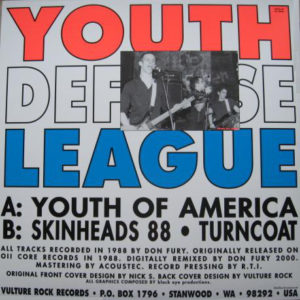 YOUTH
DEFENSE
LEAGUE
A: YOUTH OF AMERICA
B: SKINHEADS 88 • TURNCOAT
ALL TRACKS RECORDED IN 1988 BY DON FURY. ORIGINALLY RELEASED ON
OI! CORE RECORDS IN 1988. DIGITALLY REMIXED BY DON FURY 2000.
MASTERING BY ACOUSTEC. RECORD PRESSING BY R.T.I.
ORIGINAL FRONT COVER DESIGN BY NICK S. BACK COVER DESIGN BY VULTURE ROCK
ALL GRAPHICS COMPOSED BY black eye productions.
VULTURE ROCK RECORDS • P.O. BOX 1796 • STANWOOD • WA • 98292 • USA